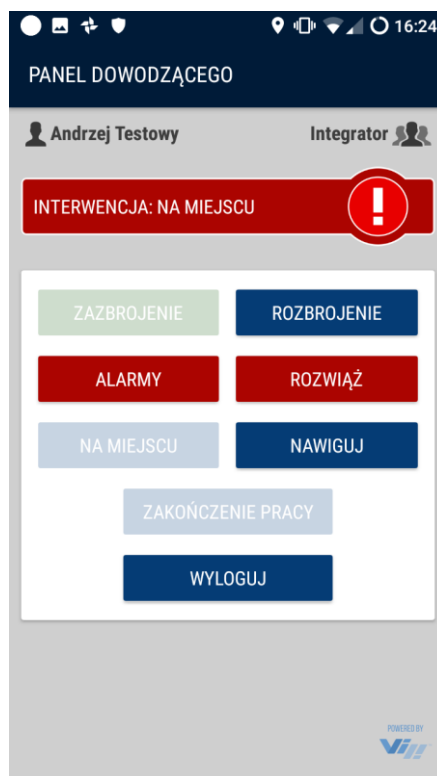 16:24
PANEL DOWODZĄCEGO
Andrzej Testowy Integrator
INTERWENCJA: NA MIEJSCU
ZAZBROJENIE ROZBROJENIE
ALARMY ROZWIĄŻ
NA MIEJSCU NAWIGUJ
ZAKOŃCZENIE PRACY
WYLOGUJ
POWERED BY